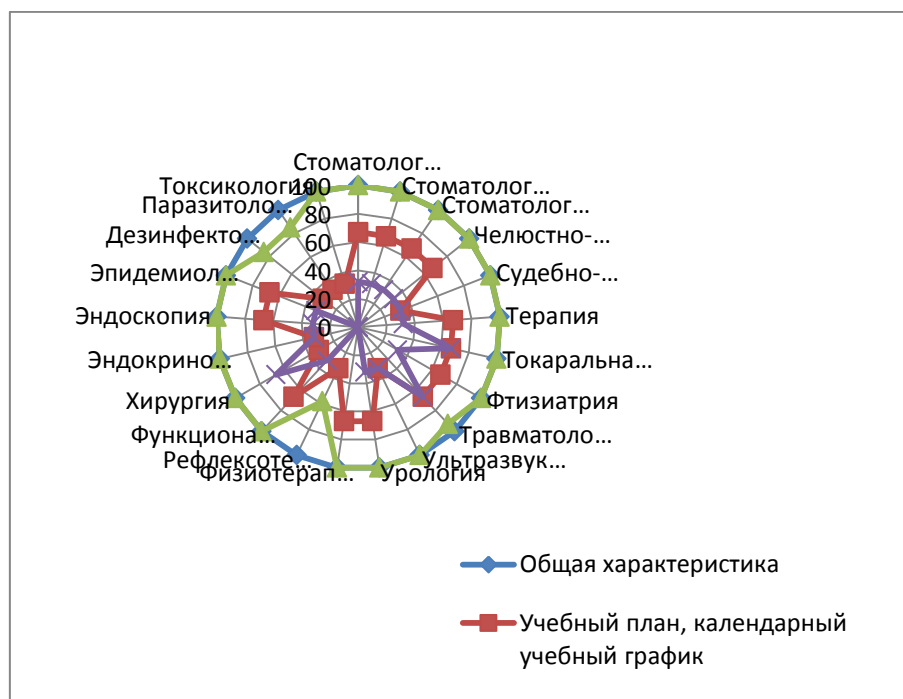 Стоматолог...
Стоматолог...
Стоматолог...
Челюстно-...
Судебно-...
Терапия
Токаральна...
Фтизиатрия
Травматоло...
Ультразвук...
Урология
Физиотерап...
Рефлексоте...
Функциона...
Хирургия
Эндокрино...
Эндоскопия
Эпидемиол...
Дезинфекто...
Паразитоло...
Токсикология
100
80
60
40
20
0
Общая характеристика
Учебный план, календарный
учебный график